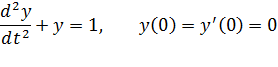 d²y/dt² + y = 1,    y(0) = y′(0) = 0